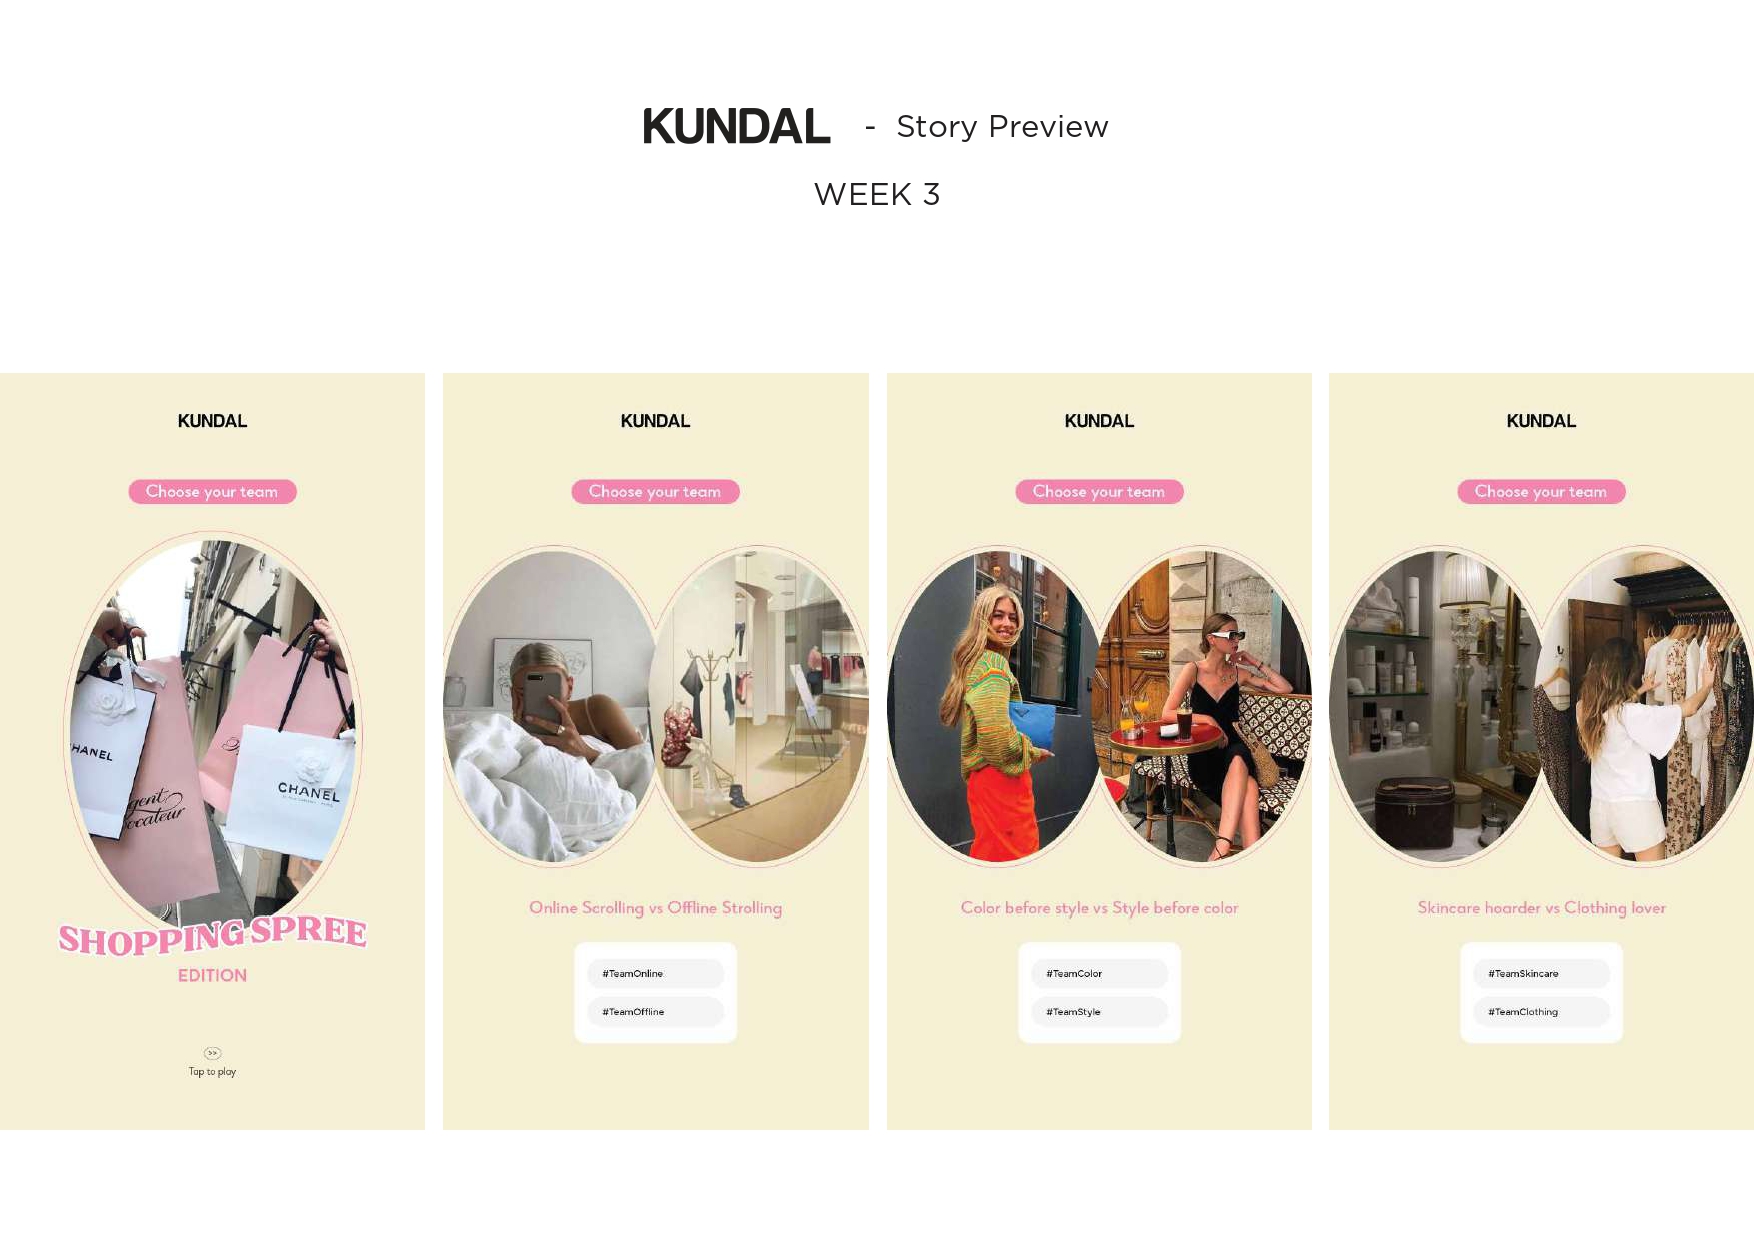 KUNDAL - Story Preview
WEEK 3
KUNDAL
Choose your team
CHANEL
gent
ocateur
CHANEL
SHOPPING SPREE
EDITION
>>
Tap to play
KUNDAL
Choose your team
Online Scrolling vs Offline Strolling
#TeamOnline
#TeamOffline
KUNDAL
Choose your team
Color before style vs Style before color
#TeamColor
#TeamStyle
KUNDAL
Choose your team
Skincare hoarder vs Clothing lover
#TeamSkincare
#TeamClothing